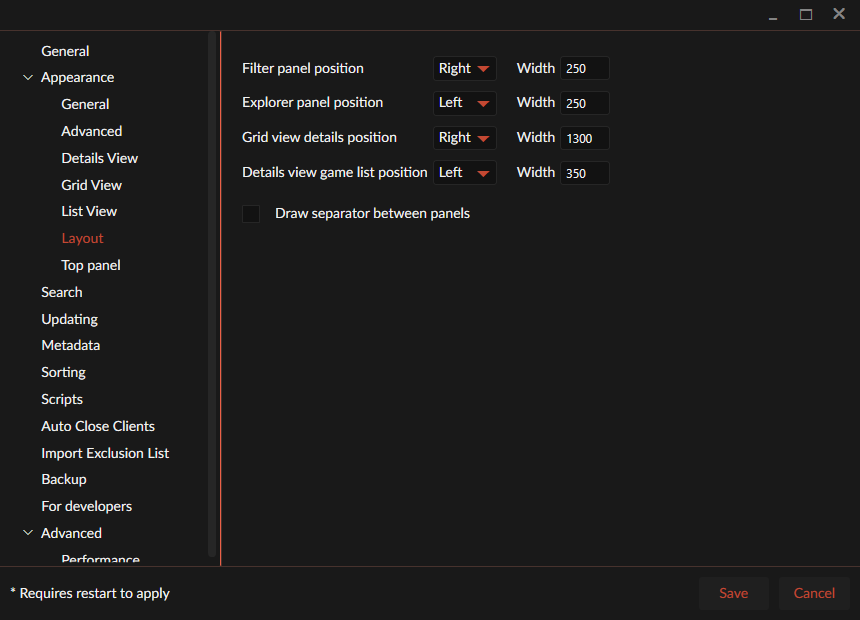 General
Appearance
General
Advanced
Details View
Grid View
List View
Layout
Top panel
Search
Updating
Metadata
Sorting
Scripts
Auto Close Clients
Import Exclusion List
Backup
For developers
Advanced
Performance
Filter panel position Right Width 250
Explorer panel position Left Width 250
Grid view details position Right Width 1300
Details view game list position Left Width 350
Draw separator between panels
* Requires restart to apply
Save Cancel